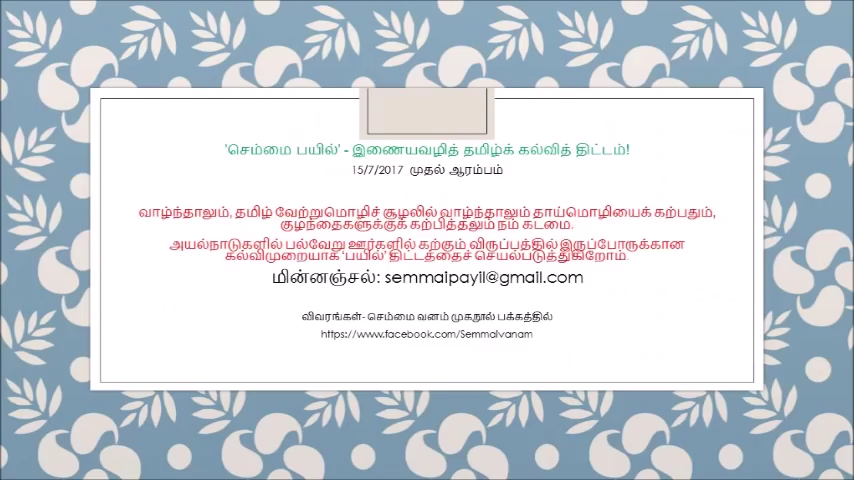 'செம்மை பயில்' - இணையவழித் தமிழ்க் கல்வித் திட்டம்!
15/7/2017 முதல் ஆரம்பம்
வாழ்ந்தாலும், தமிழ் வேற்றுமொழிச் சூழலில் வாழ்ந்தாலும் தாய்மொழியைக் கற்பதும்,
குழந்தைகளுக்குக் கற்பித்தலும் நம் கடமை.
அயல்நாடுகளில் பல்வேறு ஊர்களில் கற்கும் விருப்பத்தில் இருப்போருக்கான
கல்விமுறையாக 'பயில்' திட்டத்தைச் செயல்படுத்துகிறோம்.
மின்னஞ்சல்: semmaipayil@gmail.com
விவரங்கள்- செம்மை வனம் முகநூல் பக்கத்தில்
https://www.facebook.com/Semmaivanam